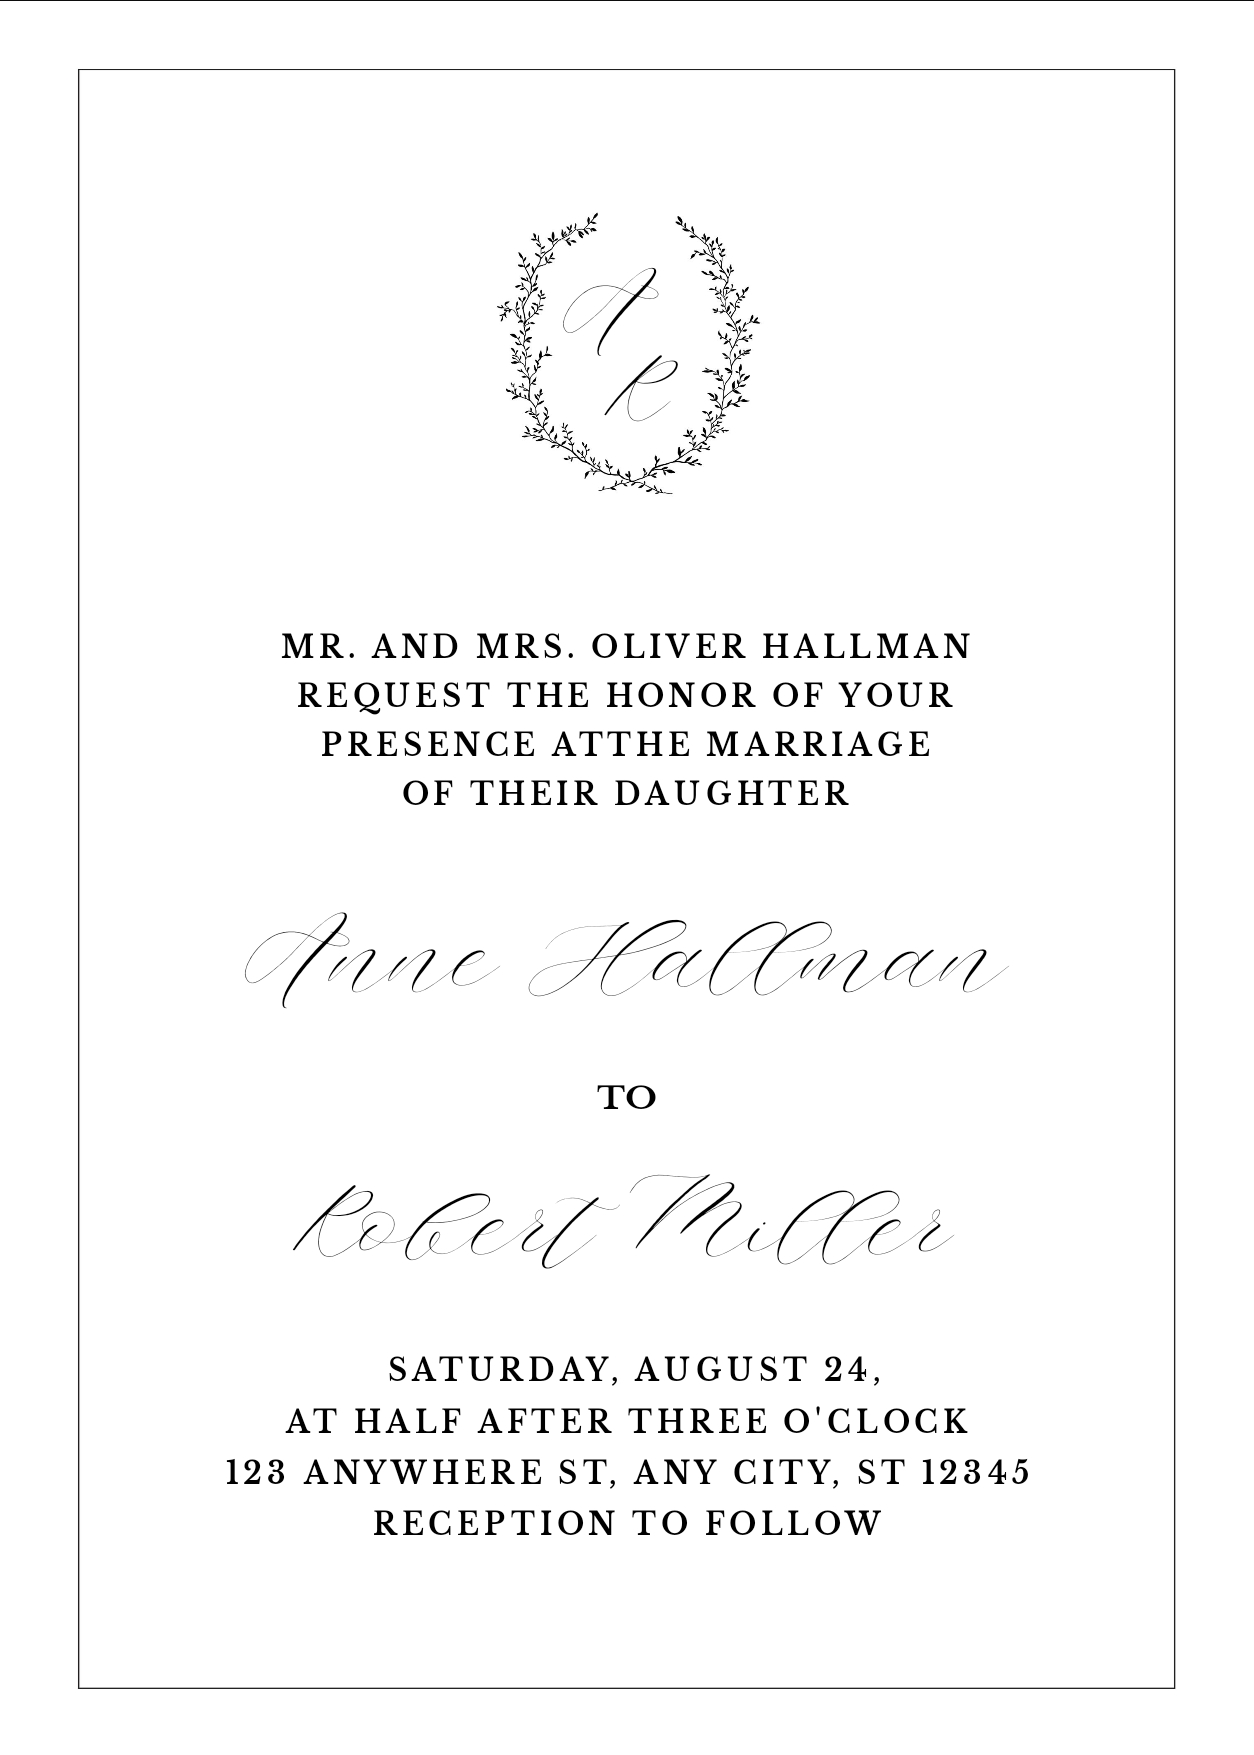 A
R
MR. AND MRS. OLIVER HALLMAN
REQUEST THE HONOR OF YOUR
PRESENCE ATTHE MARRIAGE
OF THEIR DAUGHTER
Anne Hallman
TO
Robert Miller
SATURDAY, AUGUST 24,
AT HALF AFTER THREE O'CLOCK
123 ANYWHERE ST, ANY CITY, ST 12345
RECEPTION TO FOLLOW